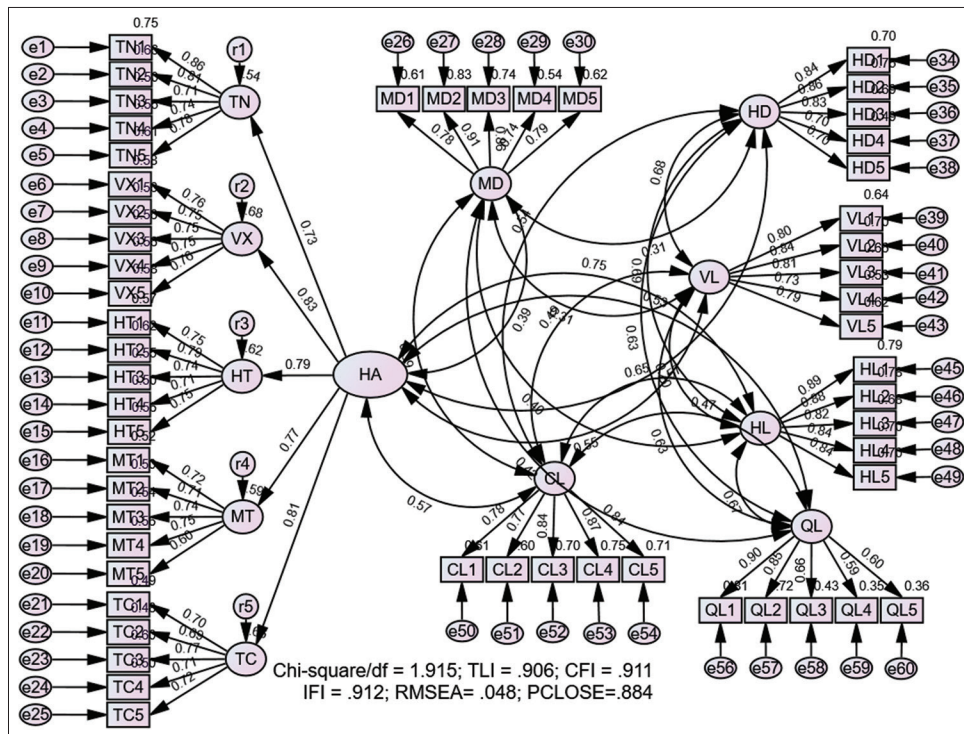 0.75
e1 TN1 0.86
e2 TN2 0.81
e3 TN3 0.71
e4 TN4 0.74
e5 TN5 0.78
r1
.54
TN
e6 VX1 0.76
e7 VX2 0.75
e8 VX3 0.75
e9 VX4 0.75
e10 VX5 0.76
r2
.68
VX
e11 HT1 0.75
e12 HT2 0.79
e13 HT3 0.74
e14 HT4 0.71
e15 HT5 0.75
r3
.62
HT
e16 MT1 0.72
e17 MT2 0.71
e18 MT3 0.74
e19 MT4 0.75
e20 MT5 0.60
r4
.59
MT
0.49
e21 TC1 0.70
e22 TC2 0.69
e23 TC3 0.77
e24 TC4 0.71
e25 TC5 0.72
r5
TC
0.73
0.83
0.79
0.77
0.81
HA
e26 e27 e28 e29 e30
0.61 0.83 0.74 0.54 0.62
MD1 MD2 MD3 MD4 MD5
0.78 0.91 0.86 0.74 0.79
MD
0.70
HD 0.84 HD1 e34
0.86 HD2 e35
0.83 HD3 e36
0.70 HD4 e37
0.70 HD5 e38
0.64
VL 0.80 VL1 e39
0.84 VL2 e40
0.81 VL3 e41
0.73 VL4 e42
0.79 VL5 e43
0.79
HL 0.89 HL1 e45
0.88 HL2 e46
0.82 HL3 e47
0.84 HL4 e48
0.84 HL5 e49
0.68
0.31
0.69
0.75
0.53
0.39
0.63
0.65
0.47
0.55
0.63
0.57
CL
0.78 0.77 0.84 0.87 0.84
0.61 0.60 0.70 0.75 0.71
CL1 CL2 CL3 CL4 CL5
e50 e51 e52 e53 e54
QL
0.90 0.85 0.66 0.59 0.60
0.81 0.72 0.43 0.35 0.36
QL1 QL2 QL3 QL4 QL5
e56 e57 e58 e59 e60
Chi-square/df = 1.915; TLI = .906; CFI = .911
IFI = .912; RMSEA= .048; PCLOSE=.884